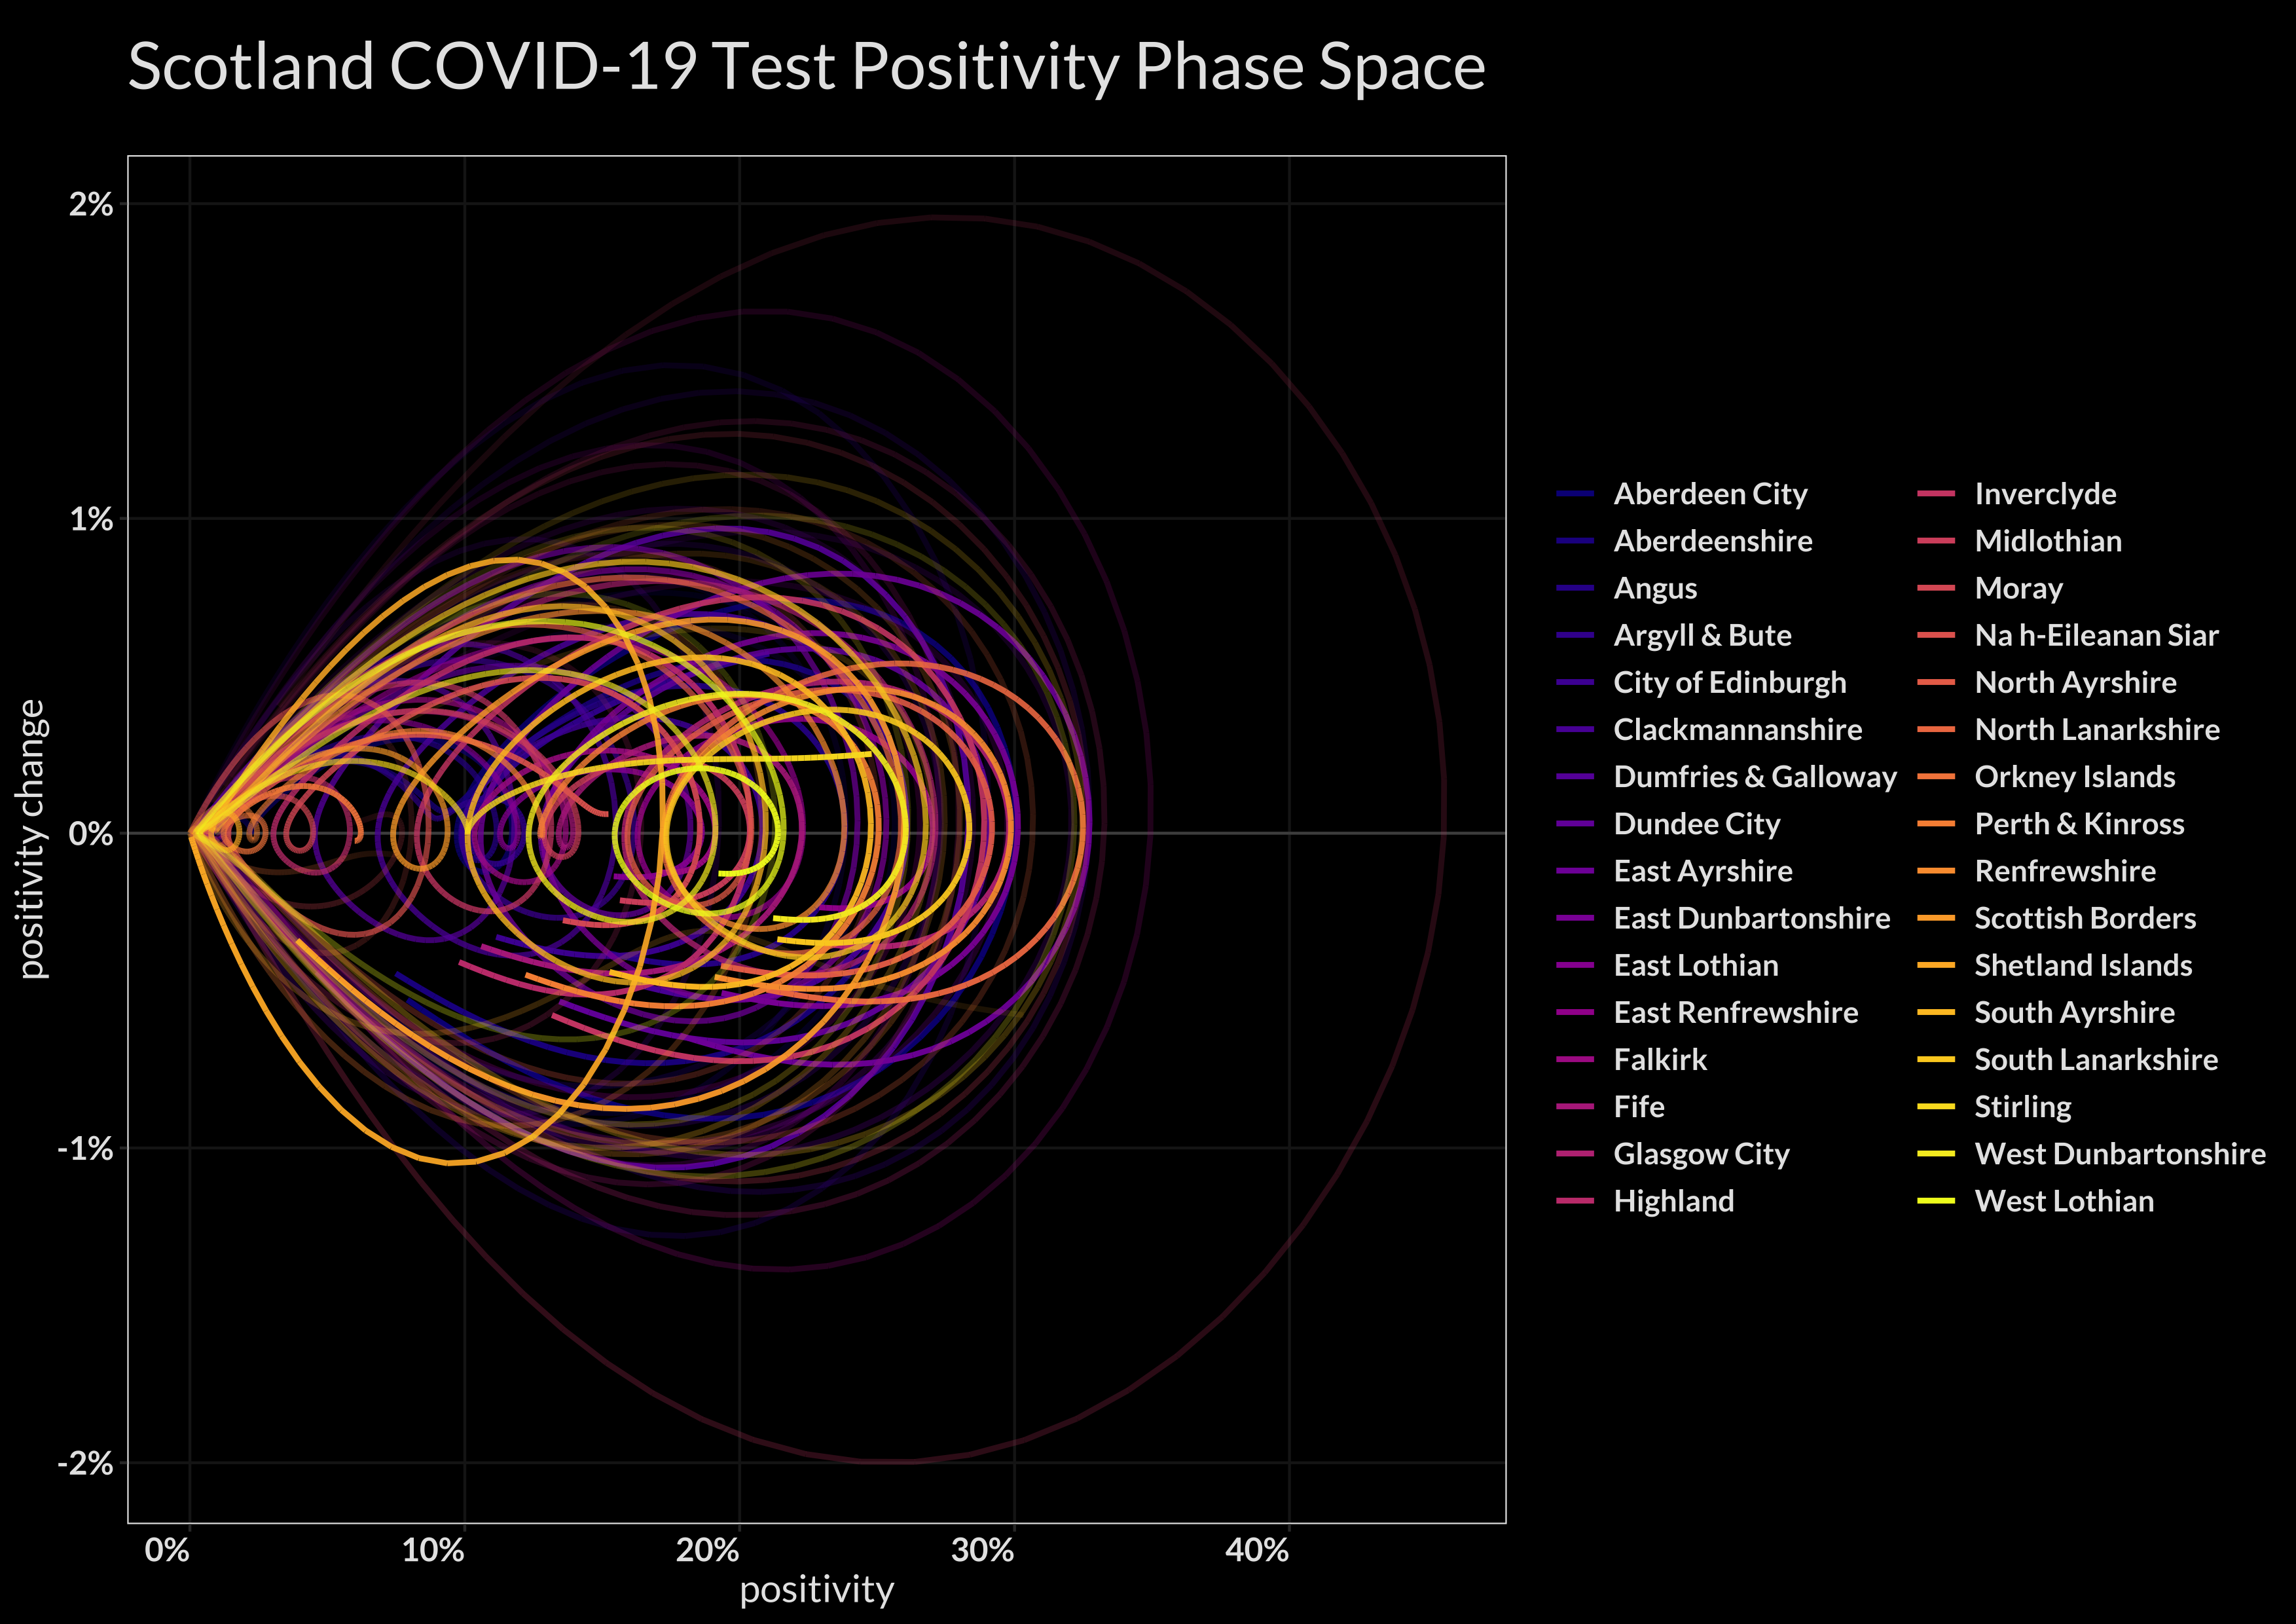 Scotland COVID-19 Test Positivity Phase Space
positivity change
2%
1%
0%
-1%
-2%
0%
10%
20%
30%
40%
positivity
Aberdeen City
Aberdeenshire
Angus
Argyll & Bute
City of Edinburgh
Clackmannanshire
Dumfries & Galloway
Dundee City
East Ayrshire
East Dunbartonshire
East Lothian
East Renfrewshire
Falkirk
Fife
Glasgow City
Highland
Inverclyde
Midlothian
Moray
Na h-Eileanan Siar
North Ayrshire
North Lanarkshire
Orkney Islands
Perth & Kinross
Renfrewshire
Scottish Borders
Shetland Islands
South Ayrshire
South Lanarkshire
Stirling
West Dunbartonshire
West Lothian